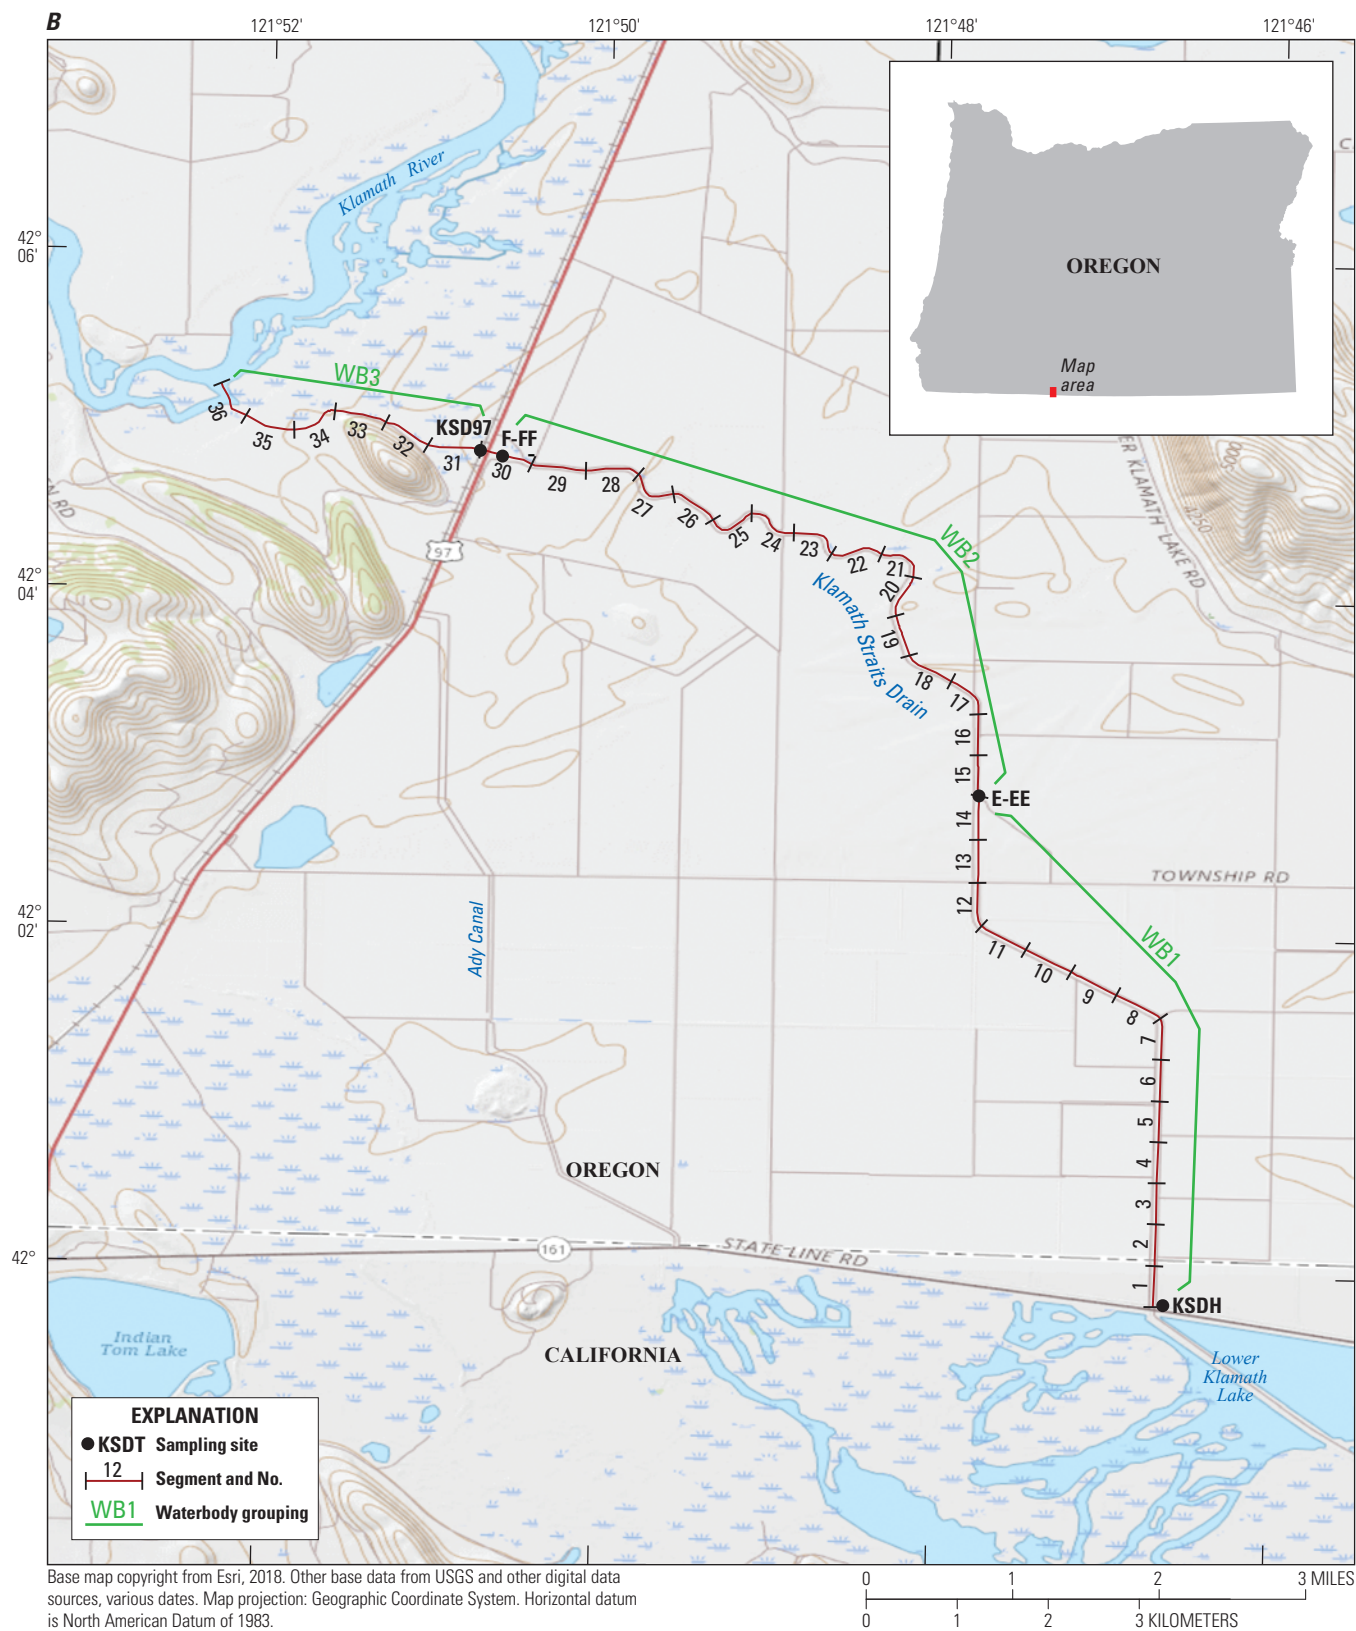 B
121°52'
121°50'
121°48'
121°46'
42°
06'
42°
04'
42°
02'
42°
OREGON
Map
area
Klamath River
WB3
KSD97
F-FF
36
35
34
33
32
31
30
29
28
27
26
25
24
23
22
21
20
19
18
17
16
15
14
13
12
11
10
9
8
7
6
5
4
3
2
1
WB2
97
Klamath Straits Drain
ER KLAMATH LAKE RD
5000
4250
N RD
C
E-EE
TOWNSHIP RD
WB1
Ady Canal
OREGON
161
STATE LINE RD
KSDH
CALIFORNIA
Indian
Tom Lake
Lower
Klamath
Lake
EXPLANATION
KSDT Sampling site
12 Segment and No.
WB1 Waterbody grouping
Base map copyright from Esri, 2018. Other base data from USGS and other digital data
sources, various dates. Map projection: Geographic Coordinate System. Horizontal datum
is North American Datum of 1983.
0 1 2 3 MILES
0 1 2 3 KILOMETERS